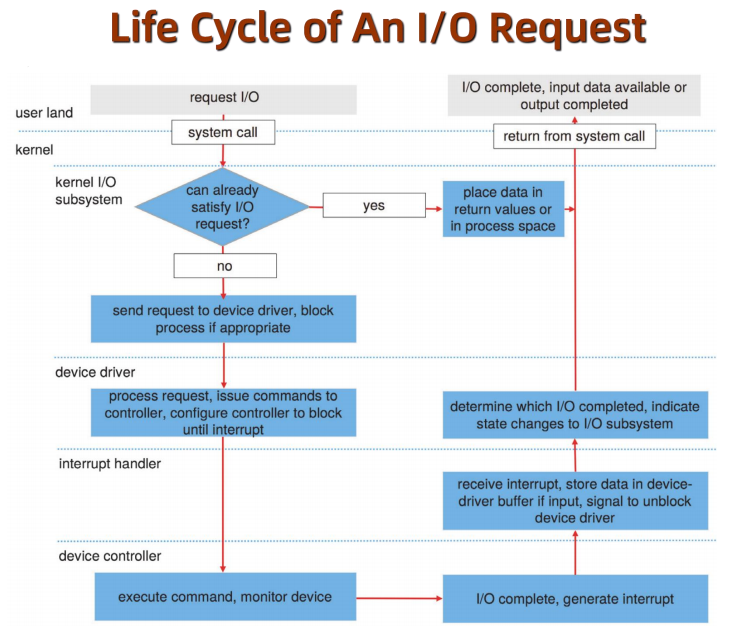 Life Cycle of An I/O Request
request I/O
I/O complete, input data available or
output completed
user land
system call
return from system call
kernel
kernel I/O
subsystem
can already
satisfy I/O
request?
yes
place data in
return values or
in process space
no
send request to device driver, block
process if appropriate
device driver
process request, issue commands to
controller, configure controller to block
until interrupt
determine which I/O completed, indicate
state changes to I/O subsystem
interrupt handler
receive interrupt, store data in device-
driver buffer if input, signal to unblock
device driver
device controller
execute command, monitor device
I/O complete, generate interrupt